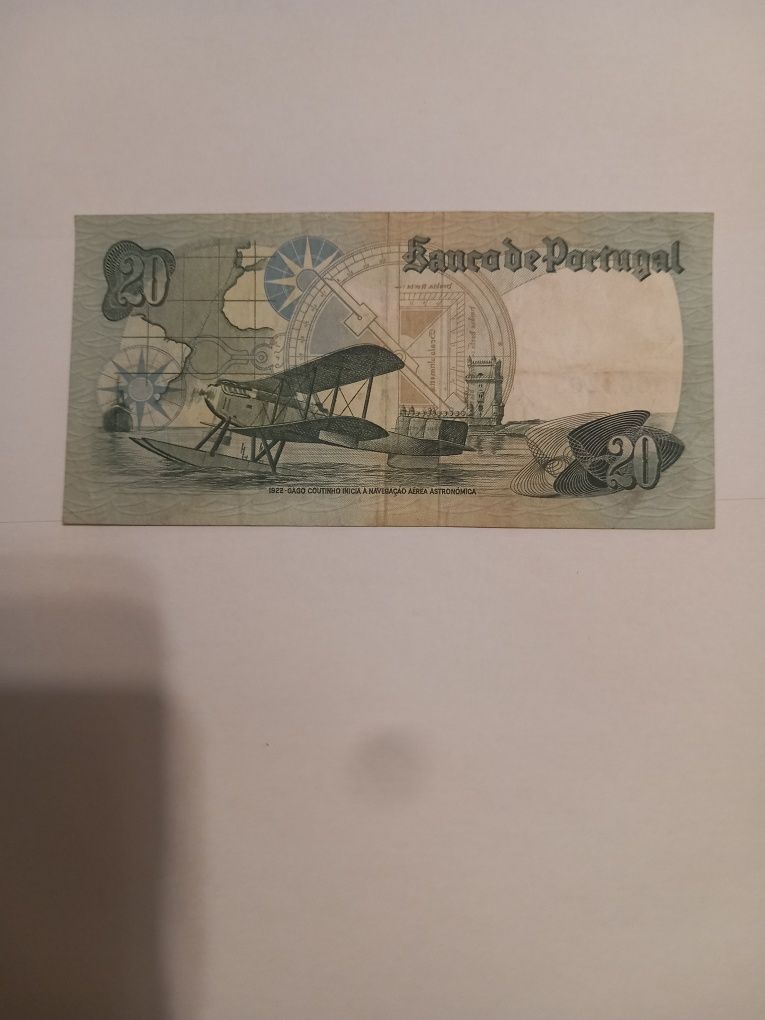 20
Banco de Portugal
20
1922-GAGO COUTINHO INICIA A NAVEGAÇÃO AÉREA ASTRONÓMICA